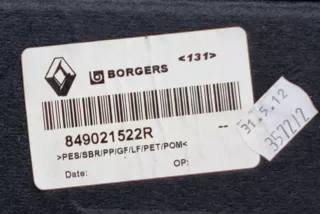 BORGERS <131>
849021522R --
>PES/SBR/PP/GF/LF/PET/POM<
Date: OP:
31.5.12
357212